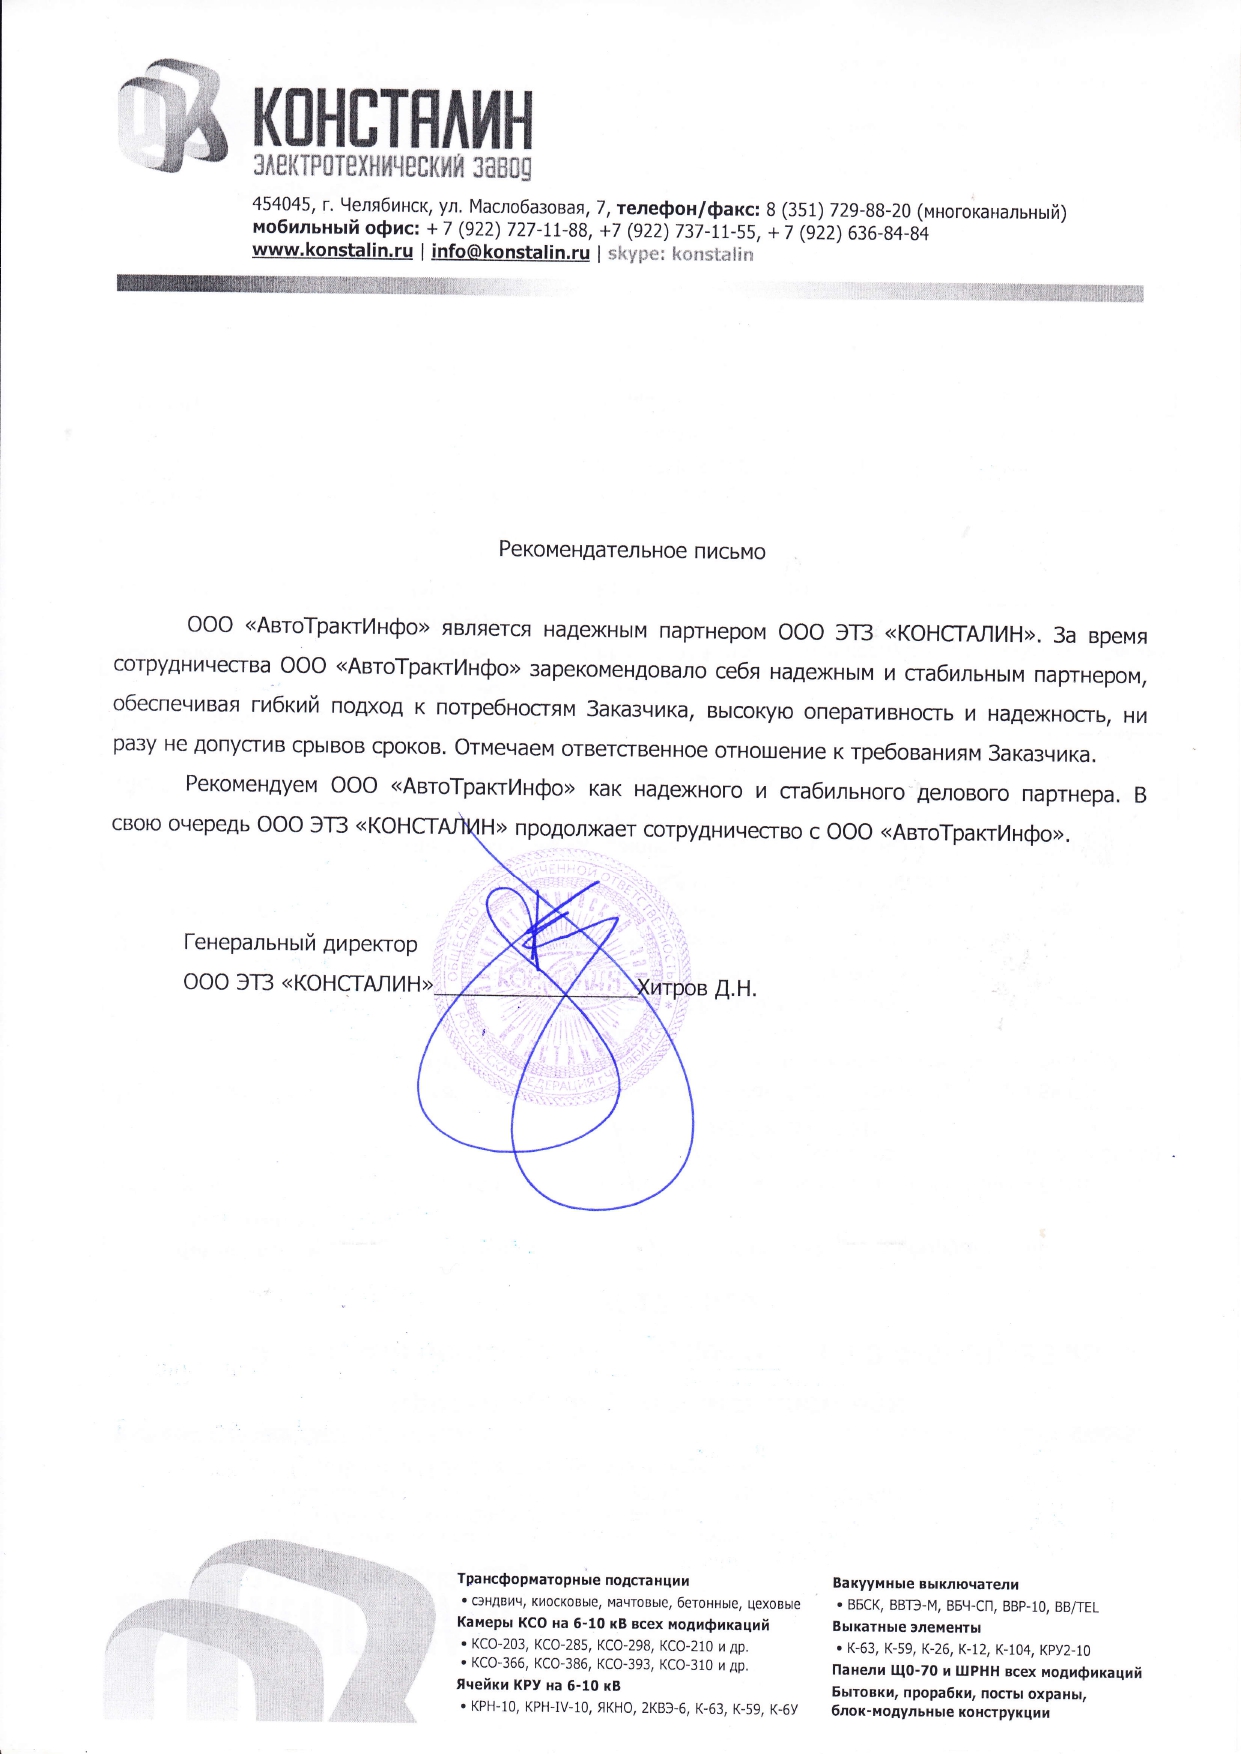 КОНСТАЛИН
ЭЛЕКТРОТЕХНИЧЕСКИЙ ЗАВОД
454045, г. Челябинск, ул. Маслобазовая, 7, телефон/факс: 8 (351) 729-88-20 (многоканальный)
мобильный офис: + 7 (922) 727-11-88, +7 (922) 737-11-55, + 7 (922) 636-84-84
www.konstalin.ru | info@konstalin.ru | skype: konstalin
Рекомендательное письмо
ООО «АвтоТрактИнфо» является надежным партнером ООО ЭТЗ «КОНСТАЛИН». За время
сотрудничества ООО «АвтоТрактИнфо» зарекомендовало себя надежным и стабильным партнером,
обеспечивая гибкий подход к потребностям Заказчика, высокую оперативность и надежность, ни
разу не допустив срывов сроков. Отмечаем ответственное отношение к требованиям Заказчика.
Рекомендуем ООО «АвтоТрактИнфо» как надежного и стабильного делового партнера. В
свою очередь ООО ЭТЗ «КОНСТАЛИН» продолжает сотрудничество с ООО «АвтоТрактИнфо».
Генеральный директор
ООО ЭТЗ «КОНСТАЛИН»_________________Хитров Д.Н.
Трансформаторные подстанции
• сэндвич, киосковые, мачтовые, бетонные, цеховые
Камеры КСО на 6-10 кВ всех модификаций
• КСО-203, КСО-285, КСО-298, КСО-210 и др.
• КСО-366, КСО-386, КСО-393, КСО-310 и др.
Ячейки КРУ на 6-10 кВ
• КРН-10, КРН-IV-10, ЯКНО, 2КВЭ-6, К-63, К-59, К-6У
Вакуумные выключатели
• ВБСК, ВВТЭ-М, ВБЧ-СП, ВВР-10, BB/TEL
Выкатные элементы
• К-63, К-59, К-26, К-12, К-104, КРУ2-10
Панели ЩО-70 и ШРНН всех модификаций
Бытовки, прорабки, посты охраны,
блок-модульные конструкции